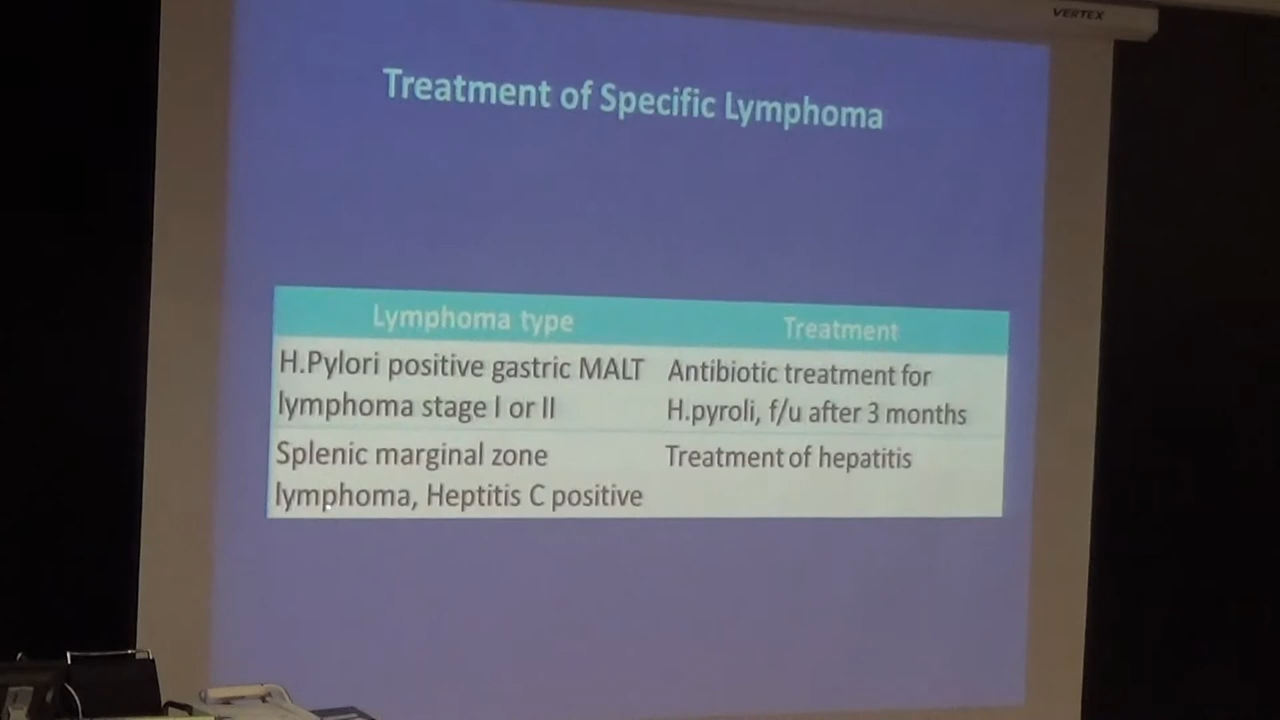 VERTEX
Treatment of Specific Lymphoma
Lymphoma type
Treatment
H.Pylori positive gastric MALT
lymphoma stage I or II
Antibiotic treatment for
H.pyroli, f/u after 3 months
Splenic marginal zone
lymphoma, Heptitis C positive
Treatment of hepatitis